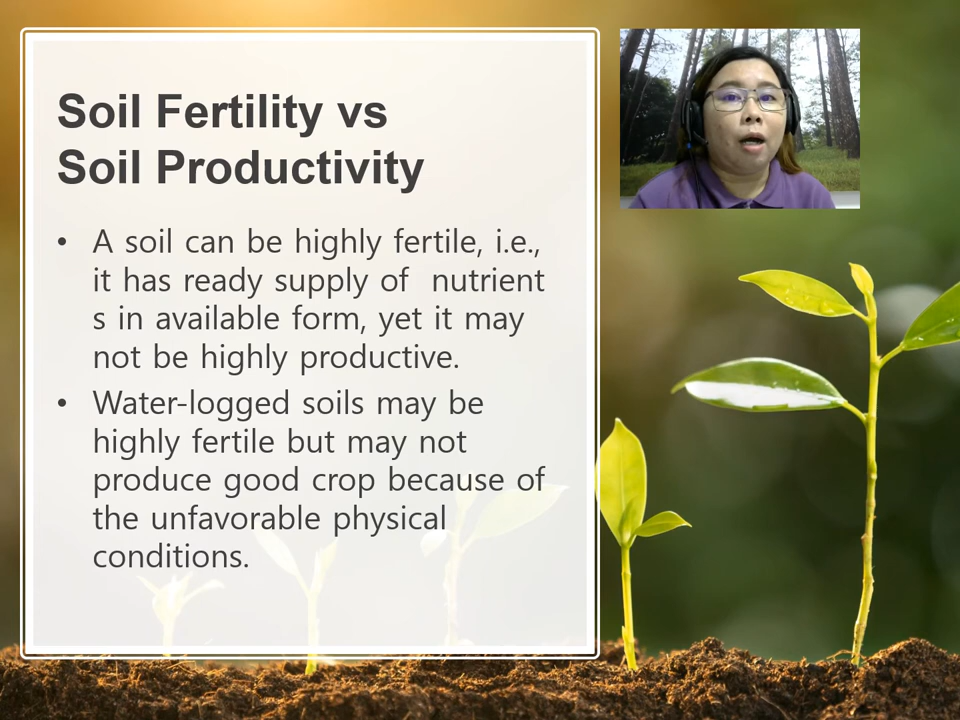 Soil Fertility vs
Soil Productivity
• A soil can be highly fertile, i.e.,
it has ready supply of  nutrient
s in available form, yet it may
not be highly productive.
• Water-logged soils may be
highly fertile but may not
produce good crop because of
the unfavorable physical
conditions.